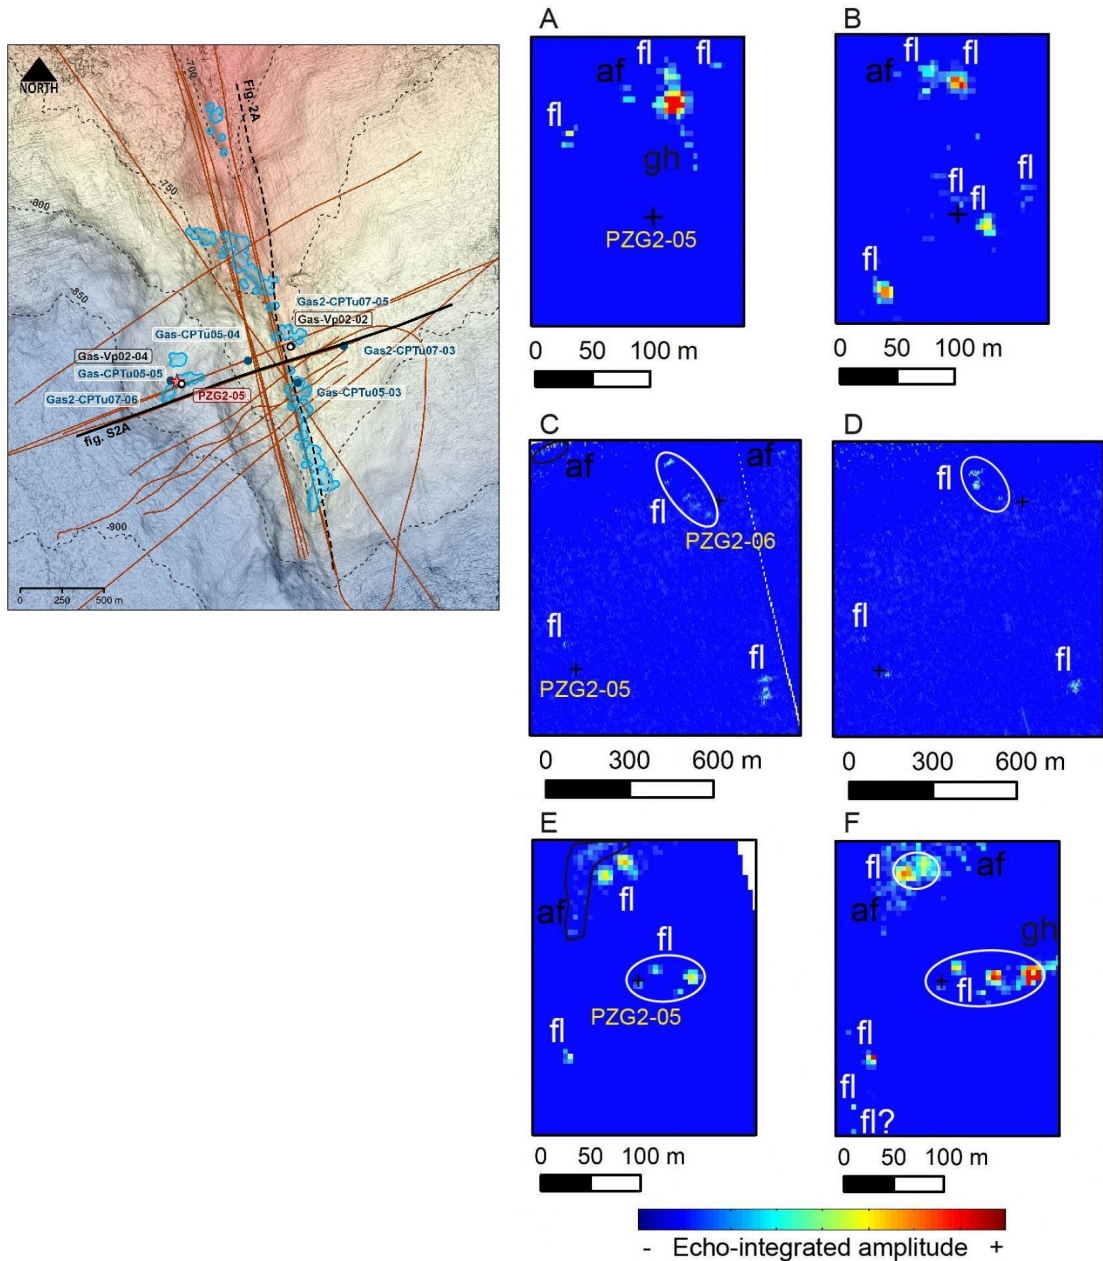 NORTH
-700
Fig. 2A
-750
-800
-850
Gas2-CPTu07-05
Gas-Vp02-02
Gas-CPTu05-04
Gas2-CPTu07-03
Gas-Vp02-04
Gas-CPTu05-05
Gas2-CPTu07-06
PZG2-05
Gas-CPTu05-03
fig. S2A
-900
0 250 500 m
A
fl fl
af
fl
gh
PZG2-05
0 50 100 m
B
fl fl
af
fl
fl
fl
fl
0 50 100 m
C
af af
fl
PZG2-06
fl
fl
PZG2-05
0 300 600 m
D
fl
fl
fl
0 300 600 m
E
fl
af
fl
PZG2-05
fl
0 50 100 m
F
fl
af
af
gh
fl
fl
fl
fl?
0 50 100 m
- Echo-integrated amplitude +